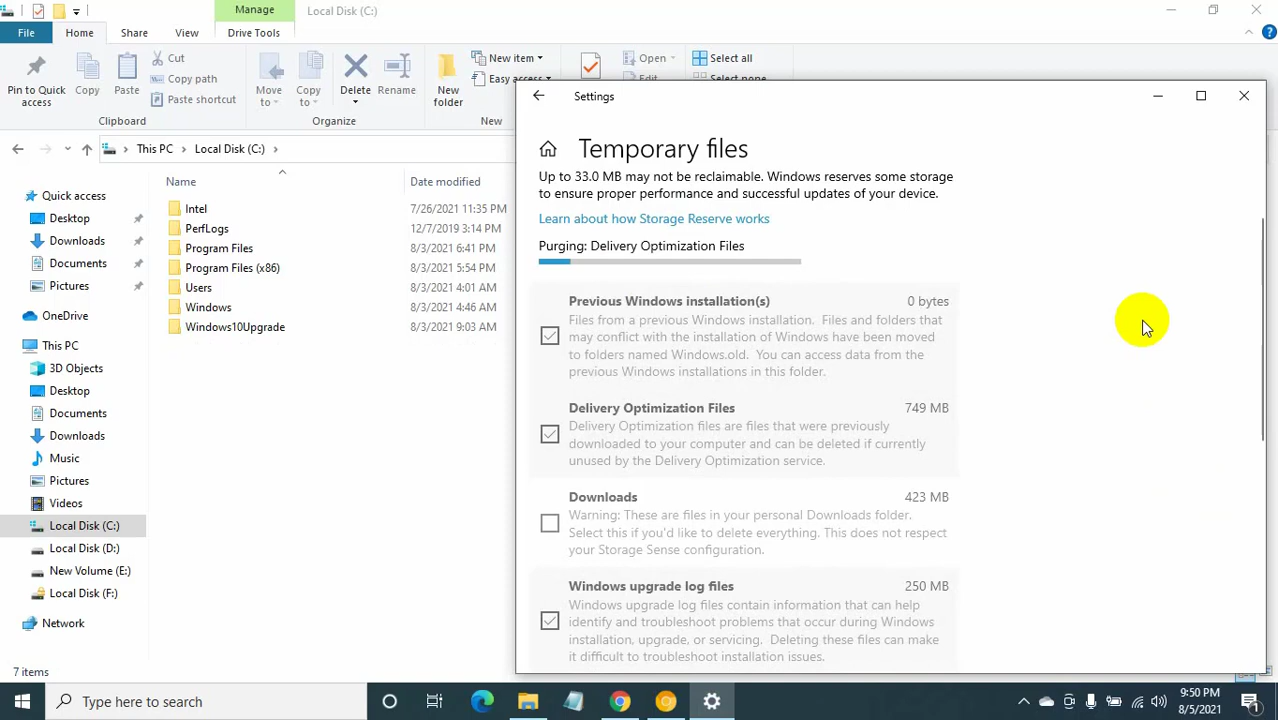 Manage
Local Disk (C:)
File
Home
Share
View
Drive Tools
Pin to Quick
access
Copy
Paste
Cut
Copy path
Paste shortcut
Clipboard
Move
to
Copy
to
Delete
Rename
Organize
New
folder
New item
Easy access
New
Open
Edit
Select all
Select none
This PC
Local Disk (C:)
Name
Date modified
Intel
7/26/2021 11:35 PM
PerfLogs
12/7/2019 3:14 PM
Program Files
8/3/2021 6:41 PM
Program Files (x86)
8/3/2021 5:54 PM
Users
8/3/2021 4:01 AM
Windows
8/3/2021 4:46 AM
Windows10Upgrade
8/3/2021 9:03 AM
Quick access
Desktop
Downloads
Documents
Pictures
OneDrive
This PC
3D Objects
Desktop
Documents
Downloads
Music
Pictures
Videos
Local Disk (C:)
Local Disk (D:)
New Volume (E:)
Local Disk (F:)
Network
7 items
Settings
Temporary files
Up to 33.0 MB may not be reclaimable. Windows reserves some storage
to ensure proper performance and successful updates of your device.
Learn about how Storage Reserve works
Purging: Delivery Optimization Files
Previous Windows installation(s) 0 bytes
Files from a previous Windows installation. Files and folders that
may conflict with the installation of Windows have been moved
to folders named Windows.old. You can access data from the
previous Windows installations in this folder.
Delivery Optimization Files 749 MB
Delivery Optimization files are files that were previously
downloaded to your computer and can be deleted if currently
unused by the Delivery Optimization service.
Downloads 423 MB
Warning: These are files in your personal Downloads folder.
Select this if you'd like to delete everything. This does not respect
your Storage Sense configuration.
Windows upgrade log files 250 MB
Windows upgrade log files contain information that can help
identify and troubleshoot problems that occur during Windows
installation, upgrade, or servicing. Deleting these files can make
it difficult to troubleshoot installation issues.
Type here to search
9:50 PM
8/5/2021
1